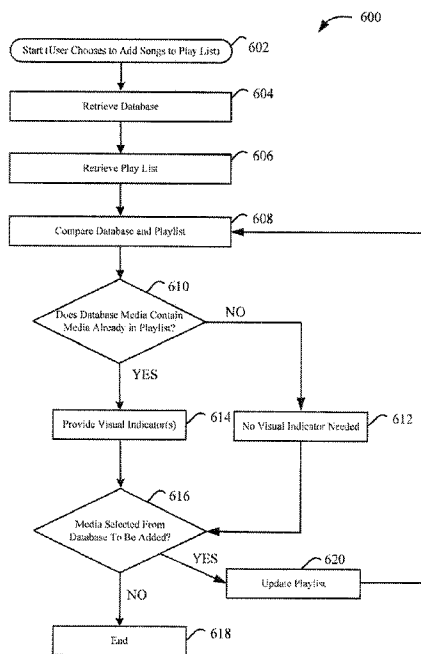 600
Start (User Chooses to Add Songs to Play List)
602
Retrieve Database
604
Retrieve Play List
606
Compare Database and Playlist
608
610
Does Database Media Contain
Media Already in Playlist?
NO
YES
Provide Visual Indicator(s)
614
No Visual Indicator Needed
612
616
Media Selected From
Database To Be Added?
YES
620
Update Playlist
NO
End
618